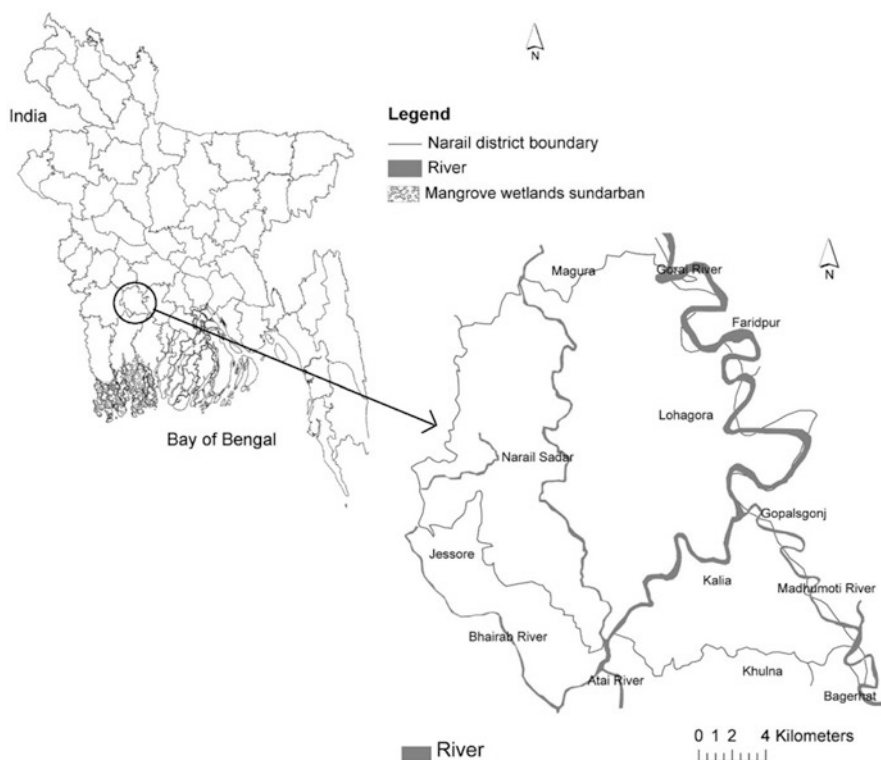 N
India
Legend
Narail district boundary
River
Mangrove wetlands sundarban
N
Magura
Gorai River
Faridpur
Lohagora
Narail Sadar
Gopalsgonj
Jessore
Kalia
Madhumoti River
Bhairab River
Khulna
Atai River
Bagerhat
Bay of Bengal
River
0 1 2 4 Kilometers